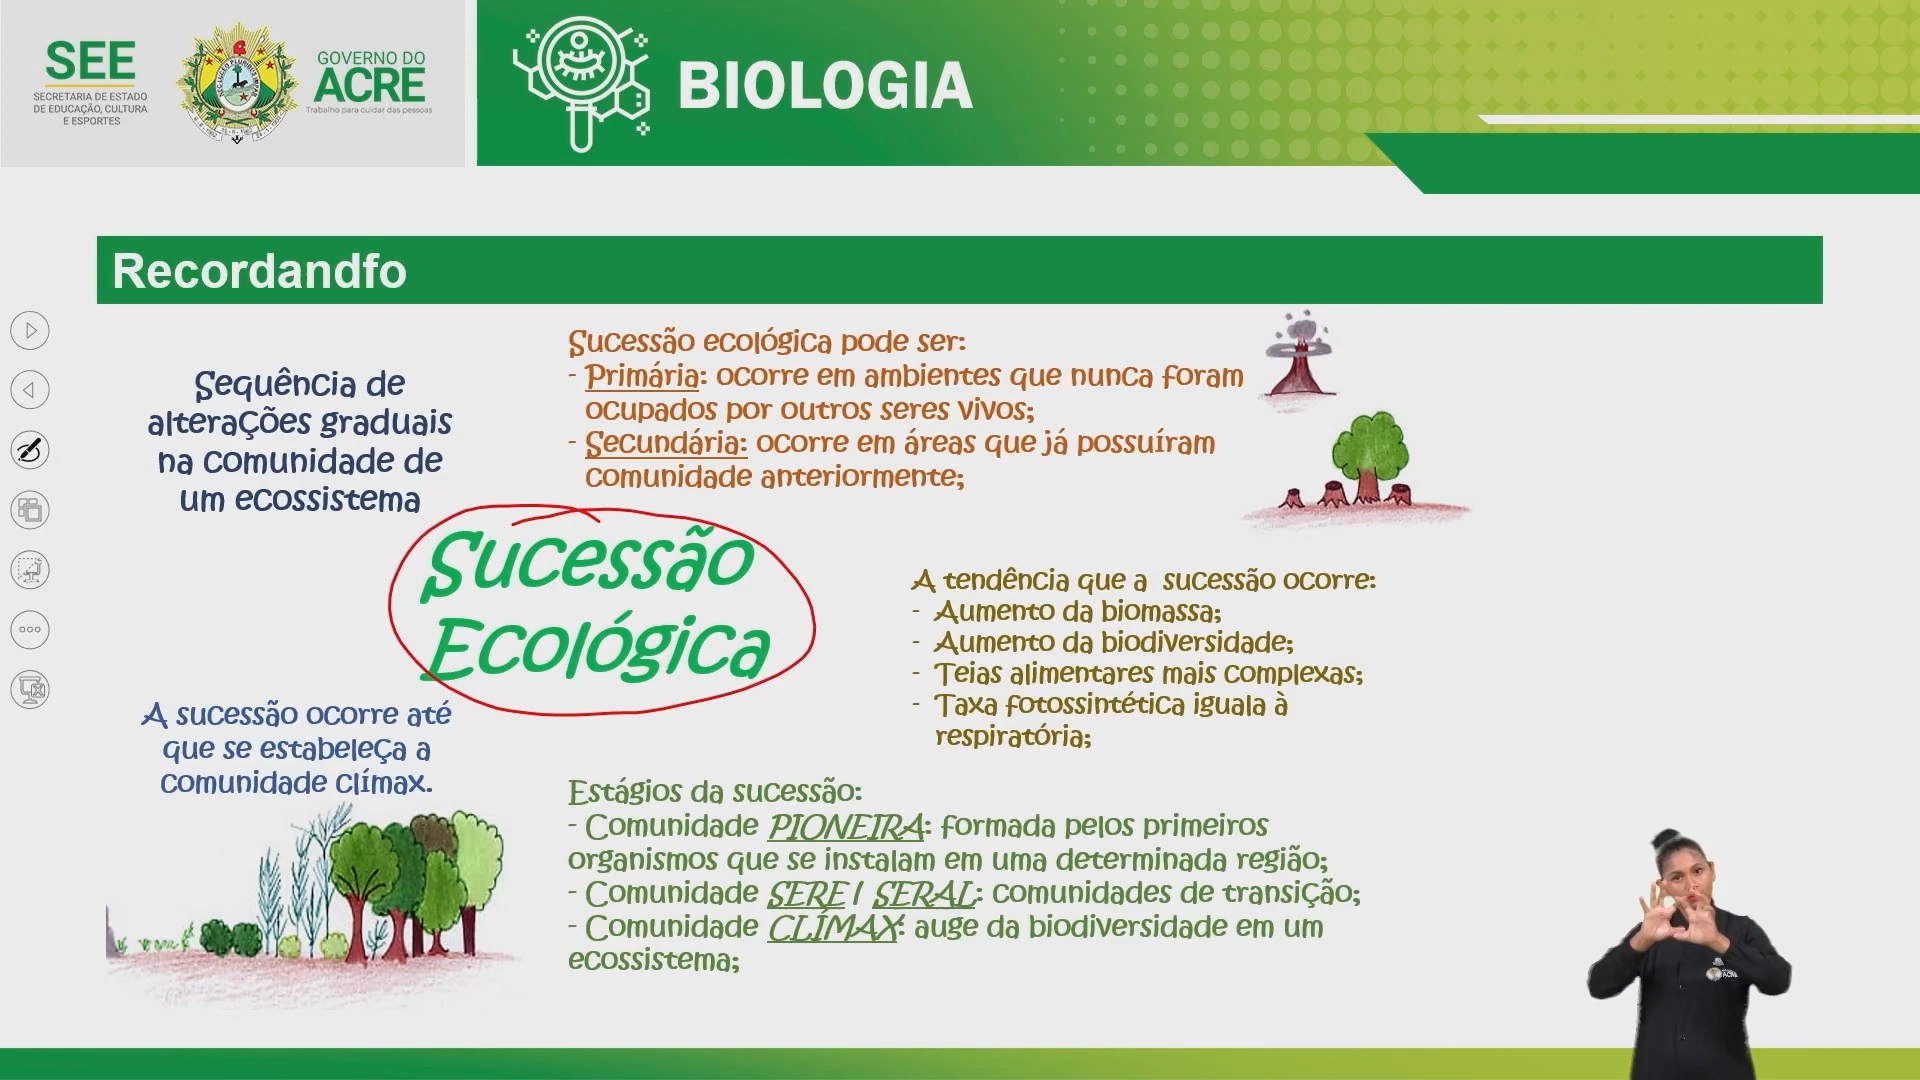 SEE
SECRETARIA DE ESTADO
DE EDUCAÇÃO, CULTURA
E ESPORTES
GOVERNO DO
ACRE
Trabalho para cuidar das pessoas
BIOLOGIA
Recordandfo
Sequência de
alterações graduais
na comunidade de
um ecossistema
Sucessão ecológica pode ser:
- Primária: ocorre em ambientes que nunca foram
ocupados por outros seres vivos;
- Secundária: ocorre em áreas que já possuíram
comunidade anteriormente;
Sucessão
Ecológica
A tendência que a sucessão ocorre:
- Aumento da biomassa;
- Aumento da biodiversidade;
- Teias alimentares mais complexas;
- Taxa fotossintética iguala à
respiratória;
A sucessão ocorre até
que se estabeleça a
comunidade clímax.
Estágios da sucessão:
- Comunidade PIONEIRA: formada pelos primeiros
organismos que se instalam em uma determinada região;
- Comunidade SERE / SERAL: comunidades de transição;
- Comunidade CLÍMAX: auge da biodiversidade em um
ecossistema;
ACRE